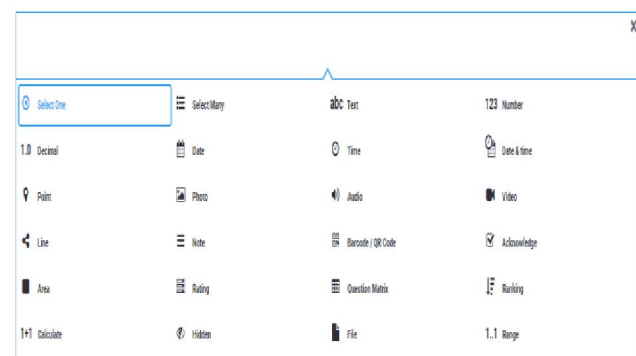 X
Select One Select Many abc Text 123 Number
1.0 Decimal Date Time Date & time
Point Photo Audio Video
Line Note Barcode / QR Code Acknowledge
Area Rating Question Matrix Ranking
1+1 Calculate Hidden File 1..1 Range